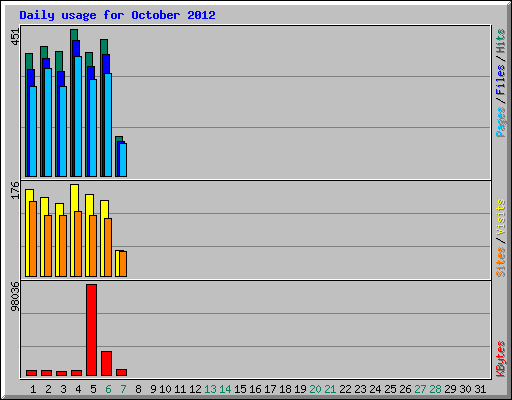 Daily usage for October 2012
451
Pages / Files / Hits
176
Sites / Visits
98036
KBytes
1 2 3 4 5 6 7 8 9 10 11 12 13 14 15 16 17 18 19 20 21 22 23 24 25 26 27 28 29 30 31